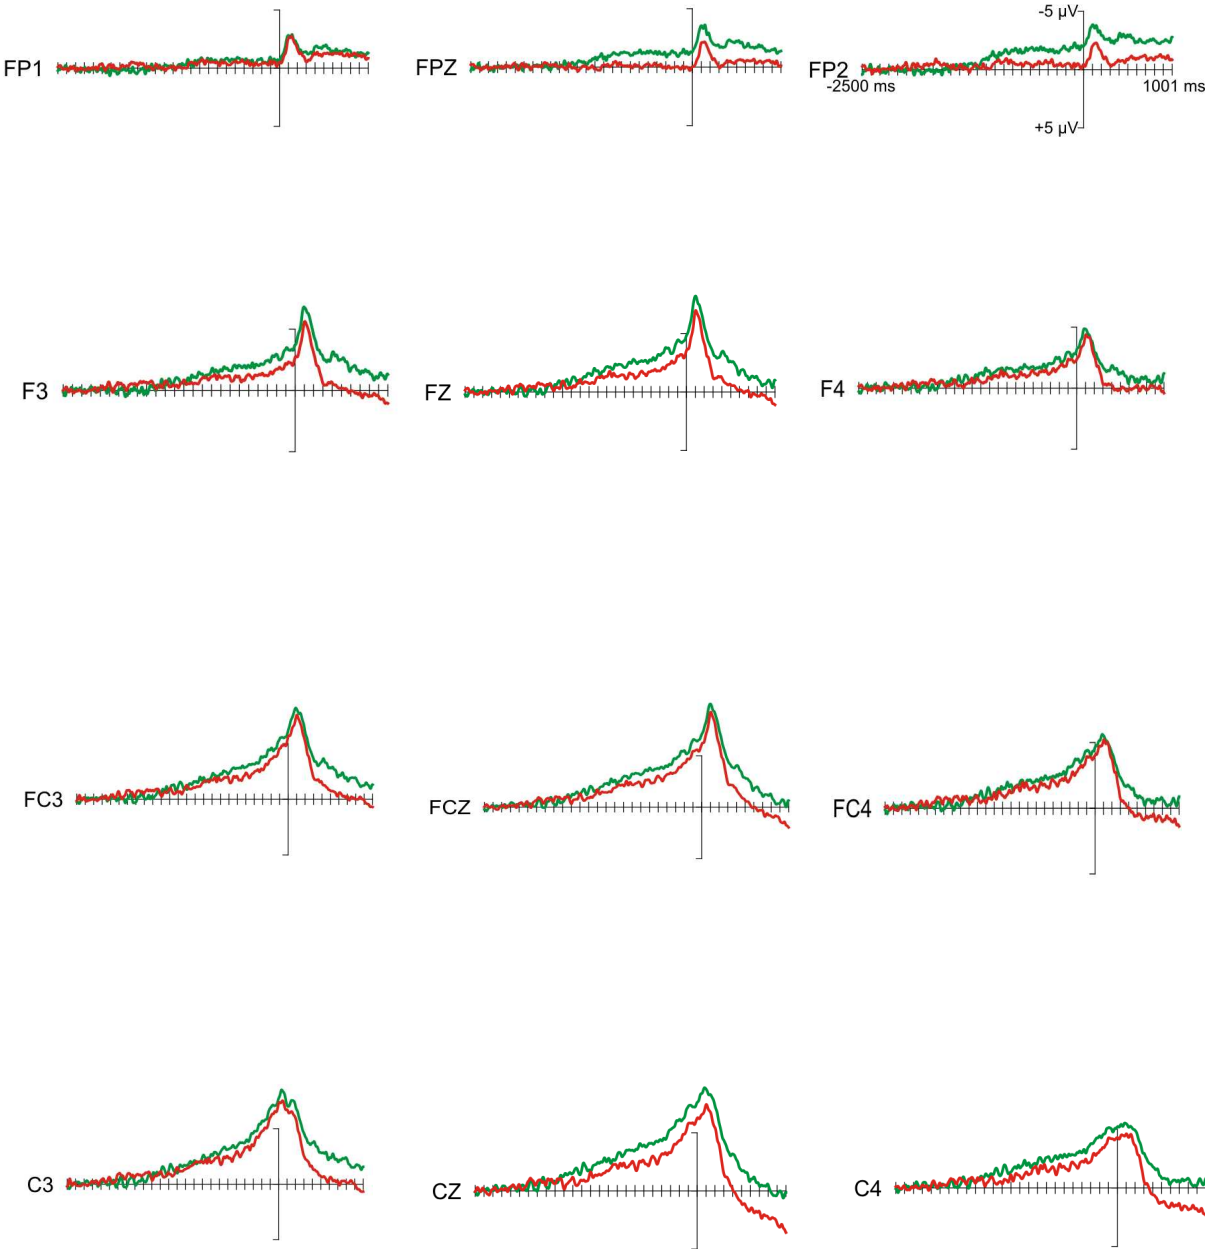 -5 µV
FP1
FPZ
FP2
-2500 ms
1001 ms
+5 µV
F3
FZ
F4
FC3
FCZ
FC4
C3
CZ
C4